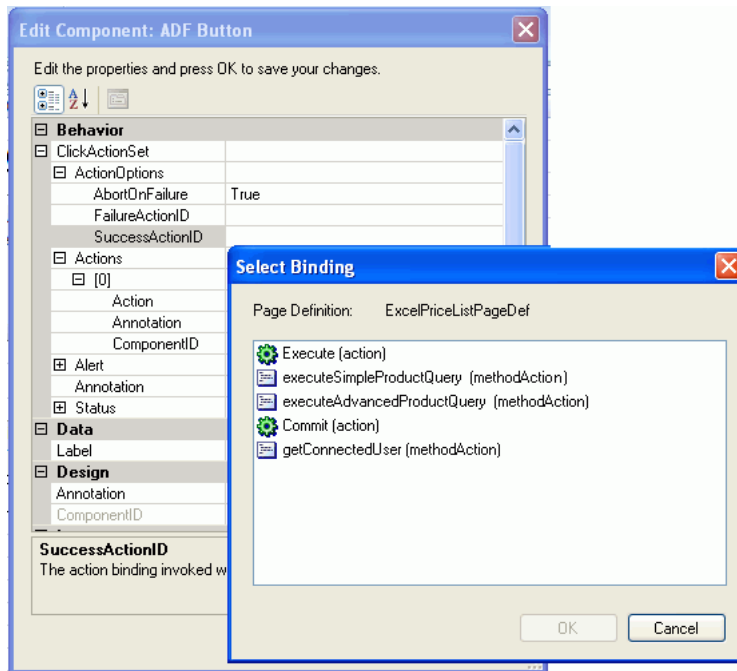 Edit Component: ADF Button
Edit the properties and press OK to save your changes.
Behavior
ClickActionSet
ActionOptions
AbortOnFailure True
FailureActionID
SuccessActionID
Actions
[0]
Action
Annotation
ComponentID
Alert
Annotation
Status
Data
Label
Design
Annotation
ComponentID
SuccessActionID
The action binding invoked w
Select Binding
Page Definition: ExcelPriceListPageDef
Execute (action)
executeSimpleProductQuery (methodAction)
executeAdvancedProductQuery (methodAction)
Commit (action)
getConnectedUser (methodAction)
OK Cancel